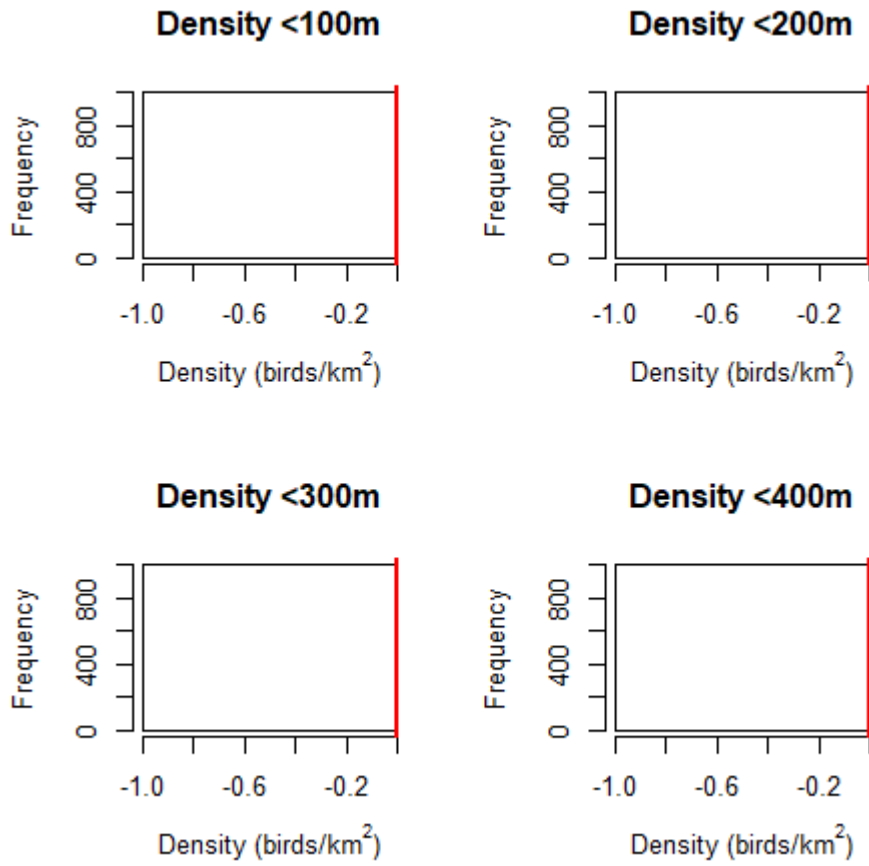 Density <100m
Frequency
800
400
0
-1.0 -0.6 -0.2
Density (birds/km²)
Density <200m
Frequency
800
400
0
-1.0 -0.6 -0.2
Density (birds/km²)
Density <300m
Frequency
800
400
0
-1.0 -0.6 -0.2
Density (birds/km²)
Density <400m
Frequency
800
400
0
-1.0 -0.6 -0.2
Density (birds/km²)